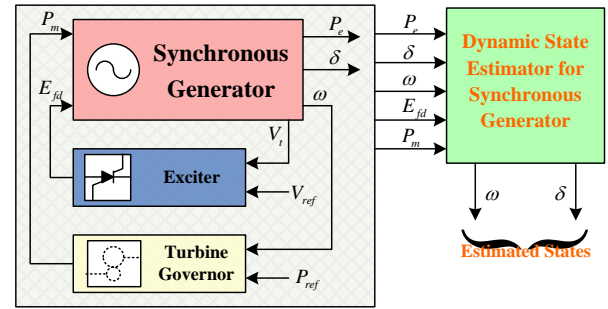 P_m
E_fd
Synchronous
Generator
P_e
δ
ω
V_t
Exciter
V_ref
Turbine
Governor
P_ref
P_e
δ
ω
E_fd
P_m
Dynamic State
Estimator for
Synchronous
Generator
ω
δ
Estimated States